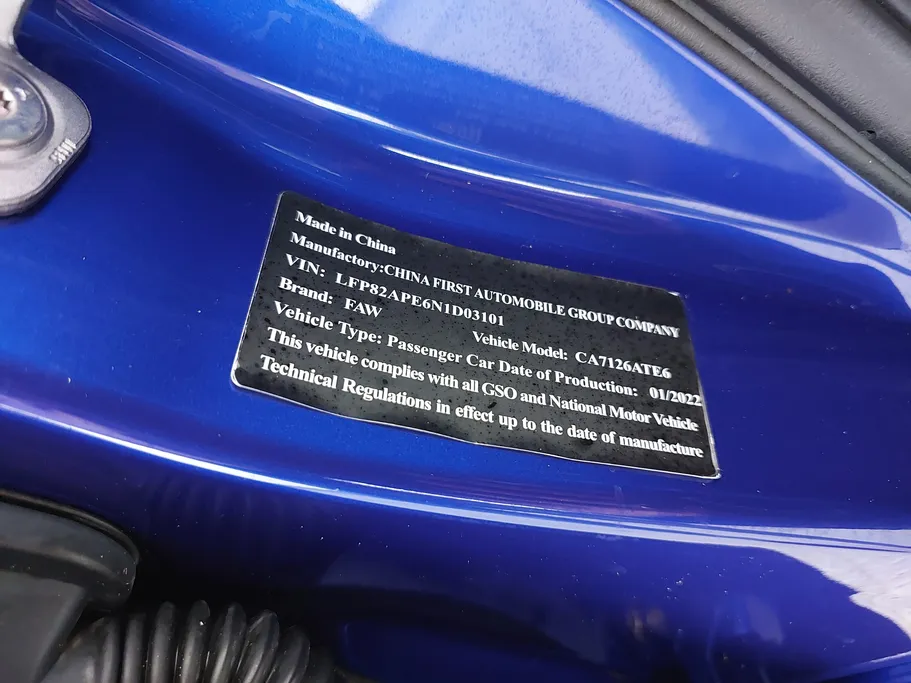 Made in China
Manufactory:CHINA FIRST AUTOMOBILE GROUP COMPANY
VIN: LFP82APE6N1D03101
Brand: FAW Vehicle Model: CA7126ATE6
Vehicle Type: Passenger Car Date of Production: 01/2022
This vehicle complies with all GSO and National Motor Vehicle
Technical Regulations in effect up to the date of manufacture